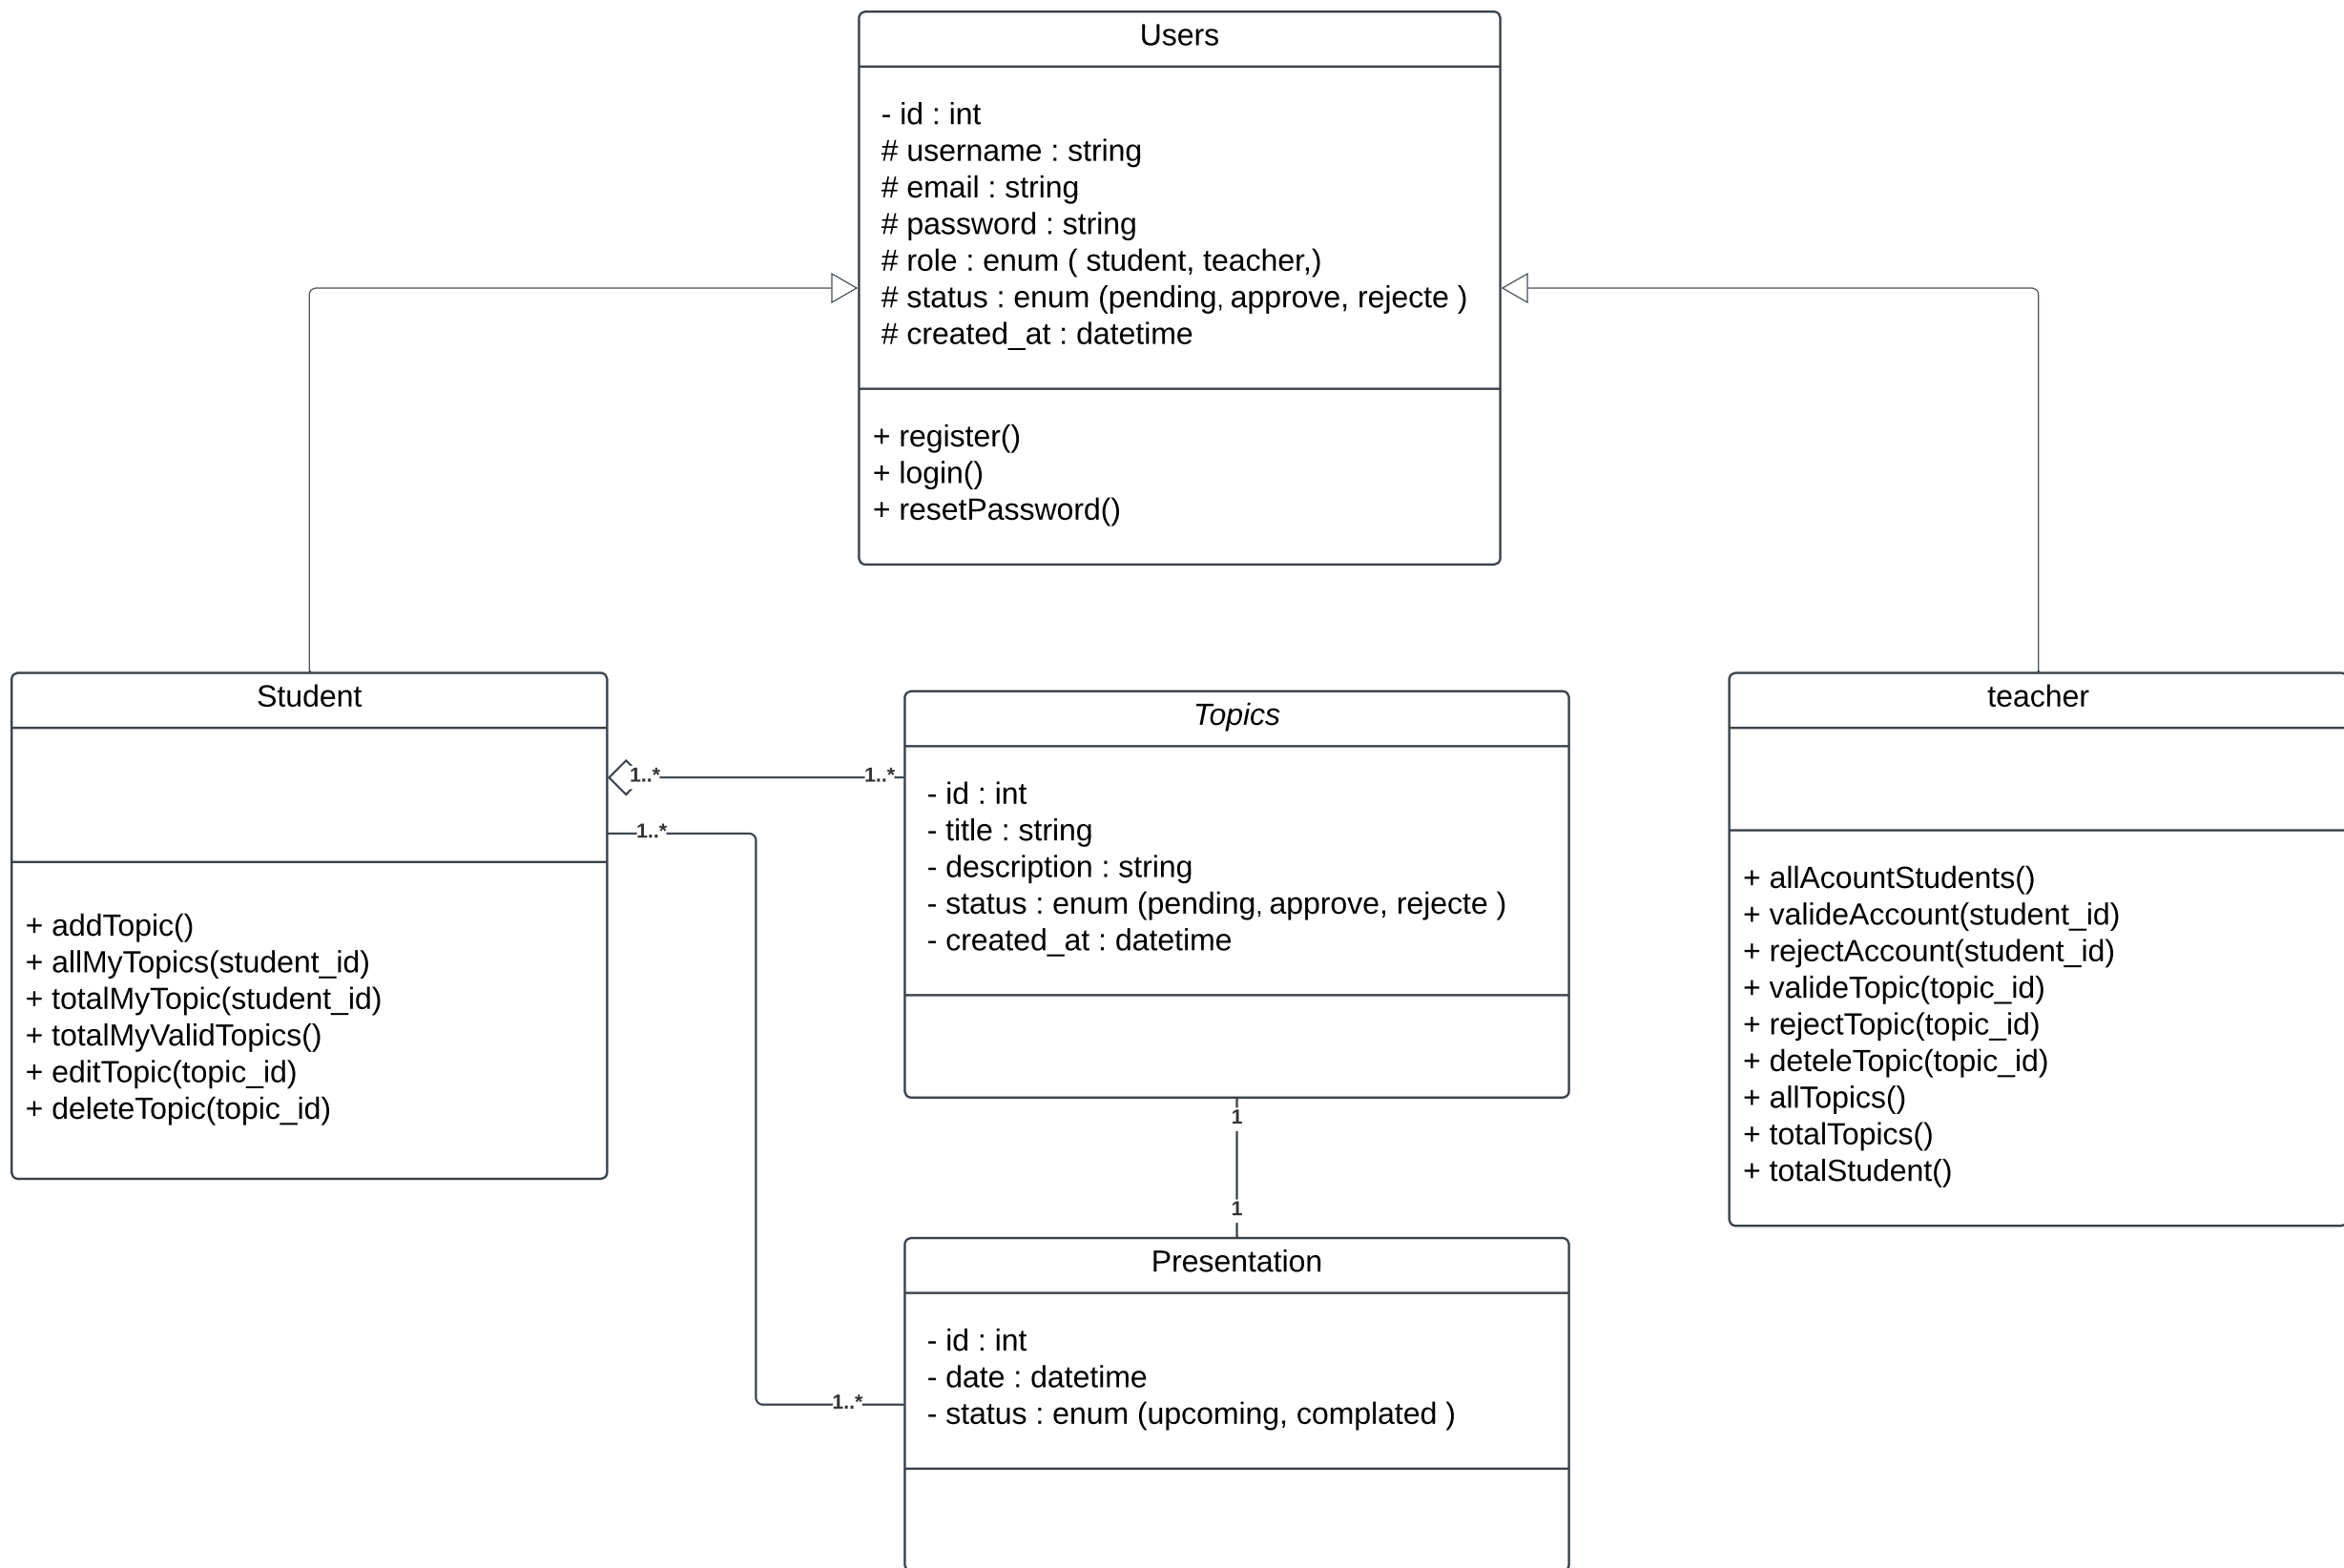 Users
- id : int
# username : string
# email : string
# password : string
# role : enum ( student, teacher,)
# status : enum (pending, approve, rejecte )
# created_at : datetime
+ register()
+ login()
+ resetPassword()
Student
+ addTopic()
+ allMyTopics(student_id)
+ totalMyTopic(student_id)
+ totalMyValidTopics()
+ editTopic(topic_id)
+ deleteTopic(topic_id)
1..*
1..*
1..*
1..*
Topics
- id : int
- title : string
- description : string
- status : enum (pending, approve, rejecte )
- created_at : datetime
1
1
Presentation
- id : int
- date : datetime
- status : enum (upcoming, complated )
teacher
+ allAcountStudents()
+ valideAccount(student_id)
+ rejectAccount(student_id)
+ valideTopic(topic_id)
+ rejectTopic(topic_id)
+ deteleTopic(topic_id)
+ allTopics()
+ totalTopics()
+ totalStudent()